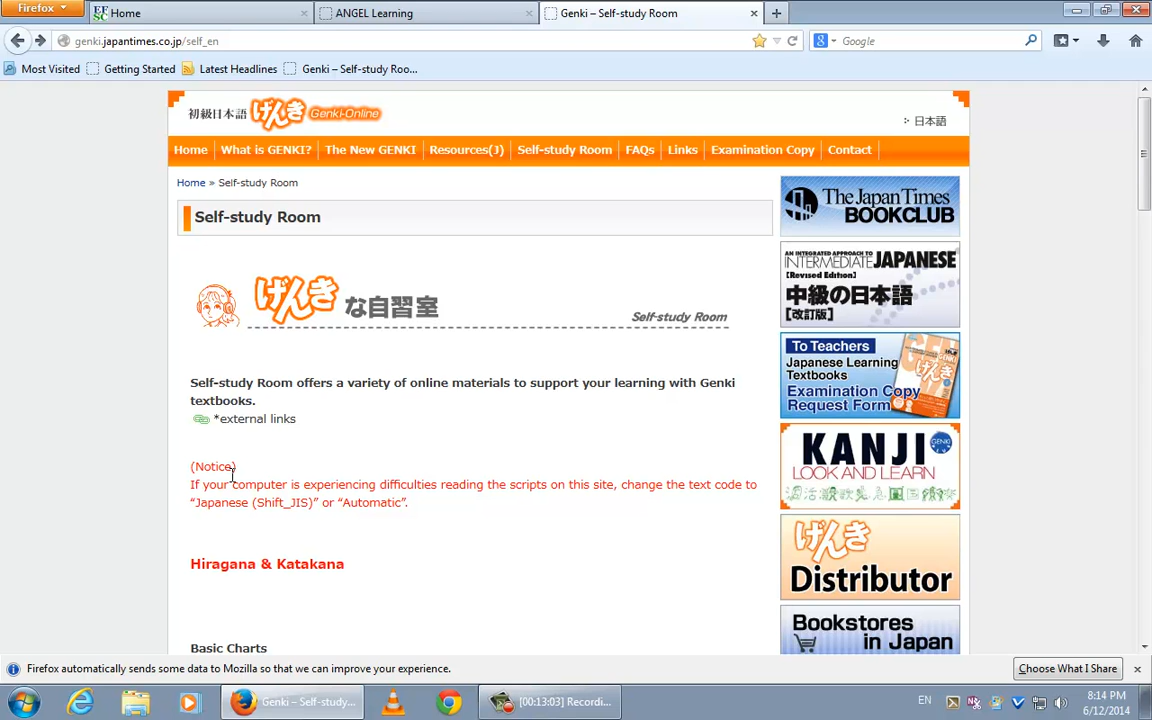 Firefox
Home
ANGEL Learning
Genki – Self-study Room
genki.japantimes.co.jp/self_en
Google
Most Visited
Getting Started
Latest Headlines
Genki – Self-study Roo...
初級日本語 げんき Genki-Online
日本語
Home
What is GENKI?
The New GENKI
Resources(J)
Self-study Room
FAQs
Links
Examination Copy
Contact
Home » Self-study Room
Self-study Room
げんきな自習室
Self-study Room
Self-study Room offers a variety of online materials to support your learning with Genki
textbooks.
*external links
(Notice)
If your computer is experiencing difficulties reading the scripts on this site, change the text code to
“Japanese (Shift_JIS)” or “Automatic”.
Hiragana & Katakana
Basic Charts
The Japan Times
BOOKCLUB
AN INTEGRATED APPROACH TO
INTERMEDIATE JAPANESE
[Revised Edition]
中級の日本語
[改訂版]
To Teachers
Japanese Learning
Textbooks
Examination Copy
Request Form
KANJI
GENKI
LOOK AND LEARN
げんき
Distributor
Bookstores
in Japan
Firefox automatically sends some data to Mozilla so that we can improve your experience.
Choose What I Share
Genki – Self-study...
[00:13:03] Recordi...
EN
8:14 PM
6/12/2014